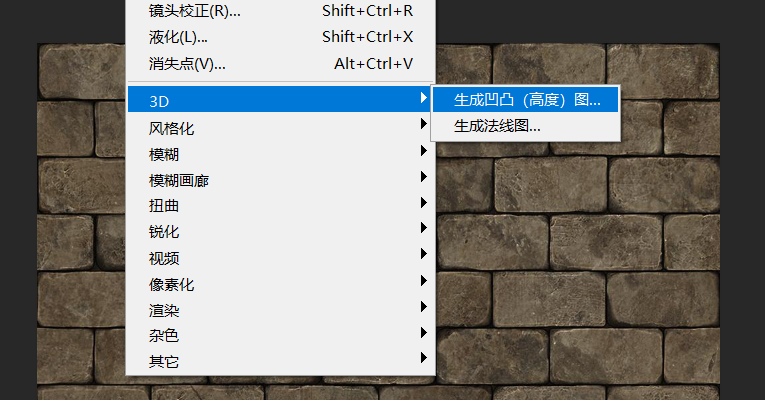 镜头校正(R)... Shift+Ctrl+R
液化(L)... Shift+Ctrl+X
消失点(V)... Alt+Ctrl+V
3D
生成凹凸（高度）图...
风格化
生成法线图...
模糊
模糊画廊
扭曲
锐化
视频
像素化
渲染
杂色
其它